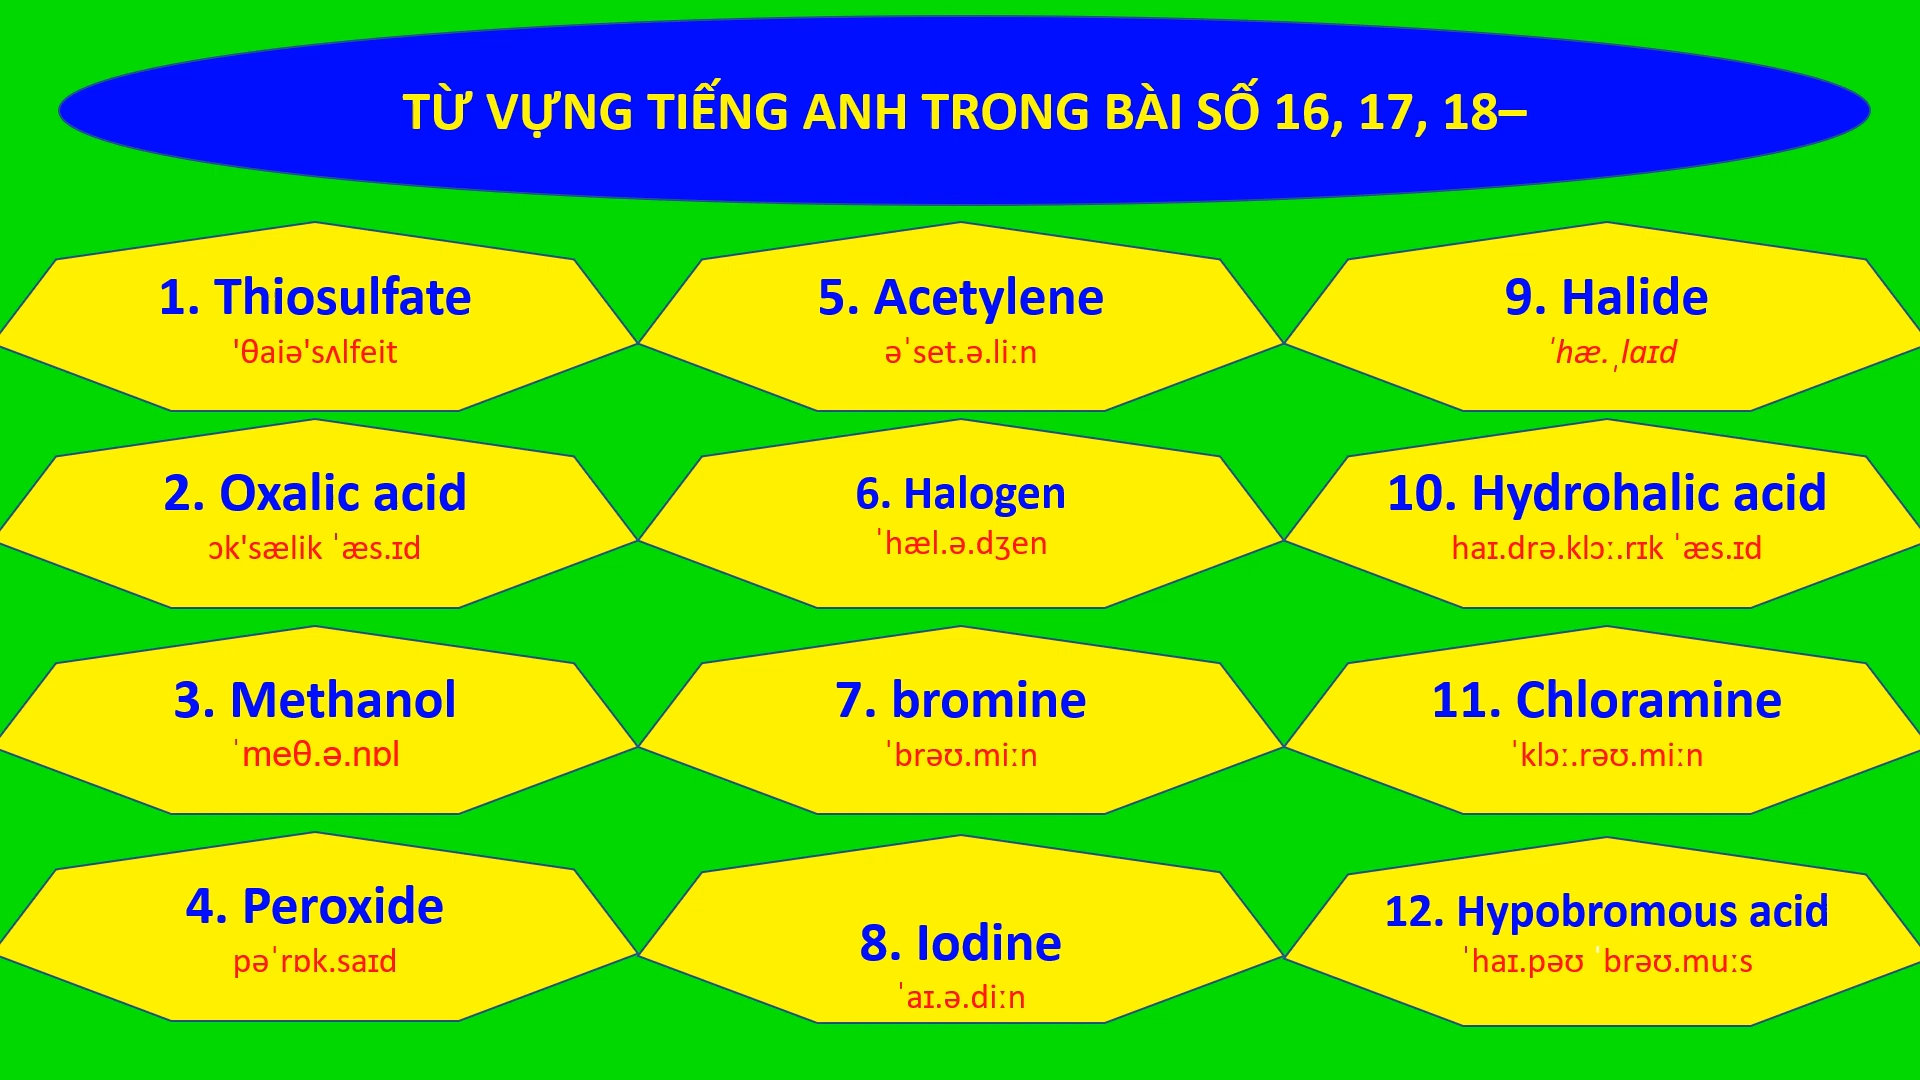 TỪ VỰNG TIẾNG ANH TRONG BÀI SỐ 16, 17, 18–
1. Thiosulfate
'θaiə'sʌlfeit
2. Oxalic acid
ɔk'sælik ˈæs.ɪd
3. Methanol
ˈmeθ.ə.nɒl
4. Peroxide
pəˈrɒk.saɪd
5. Acetylene
əˈset.ə.liːn
6. Halogen
ˈhæl.ə.dʒen
7. bromine
ˈbrəʊ.miːn
8. Iodine
ˈaɪ.ə.diːn
9. Halide
ˈhæ.ˌlaɪd
10. Hydrohalic acid
haɪ.drə.klɔː.rɪk ˈæs.ɪd
11. Chloramine
ˈklɔː.rəʊ.miːn
12. Hypobromous acid
ˈhaɪ.pəʊ ˈbrəʊ.muːs